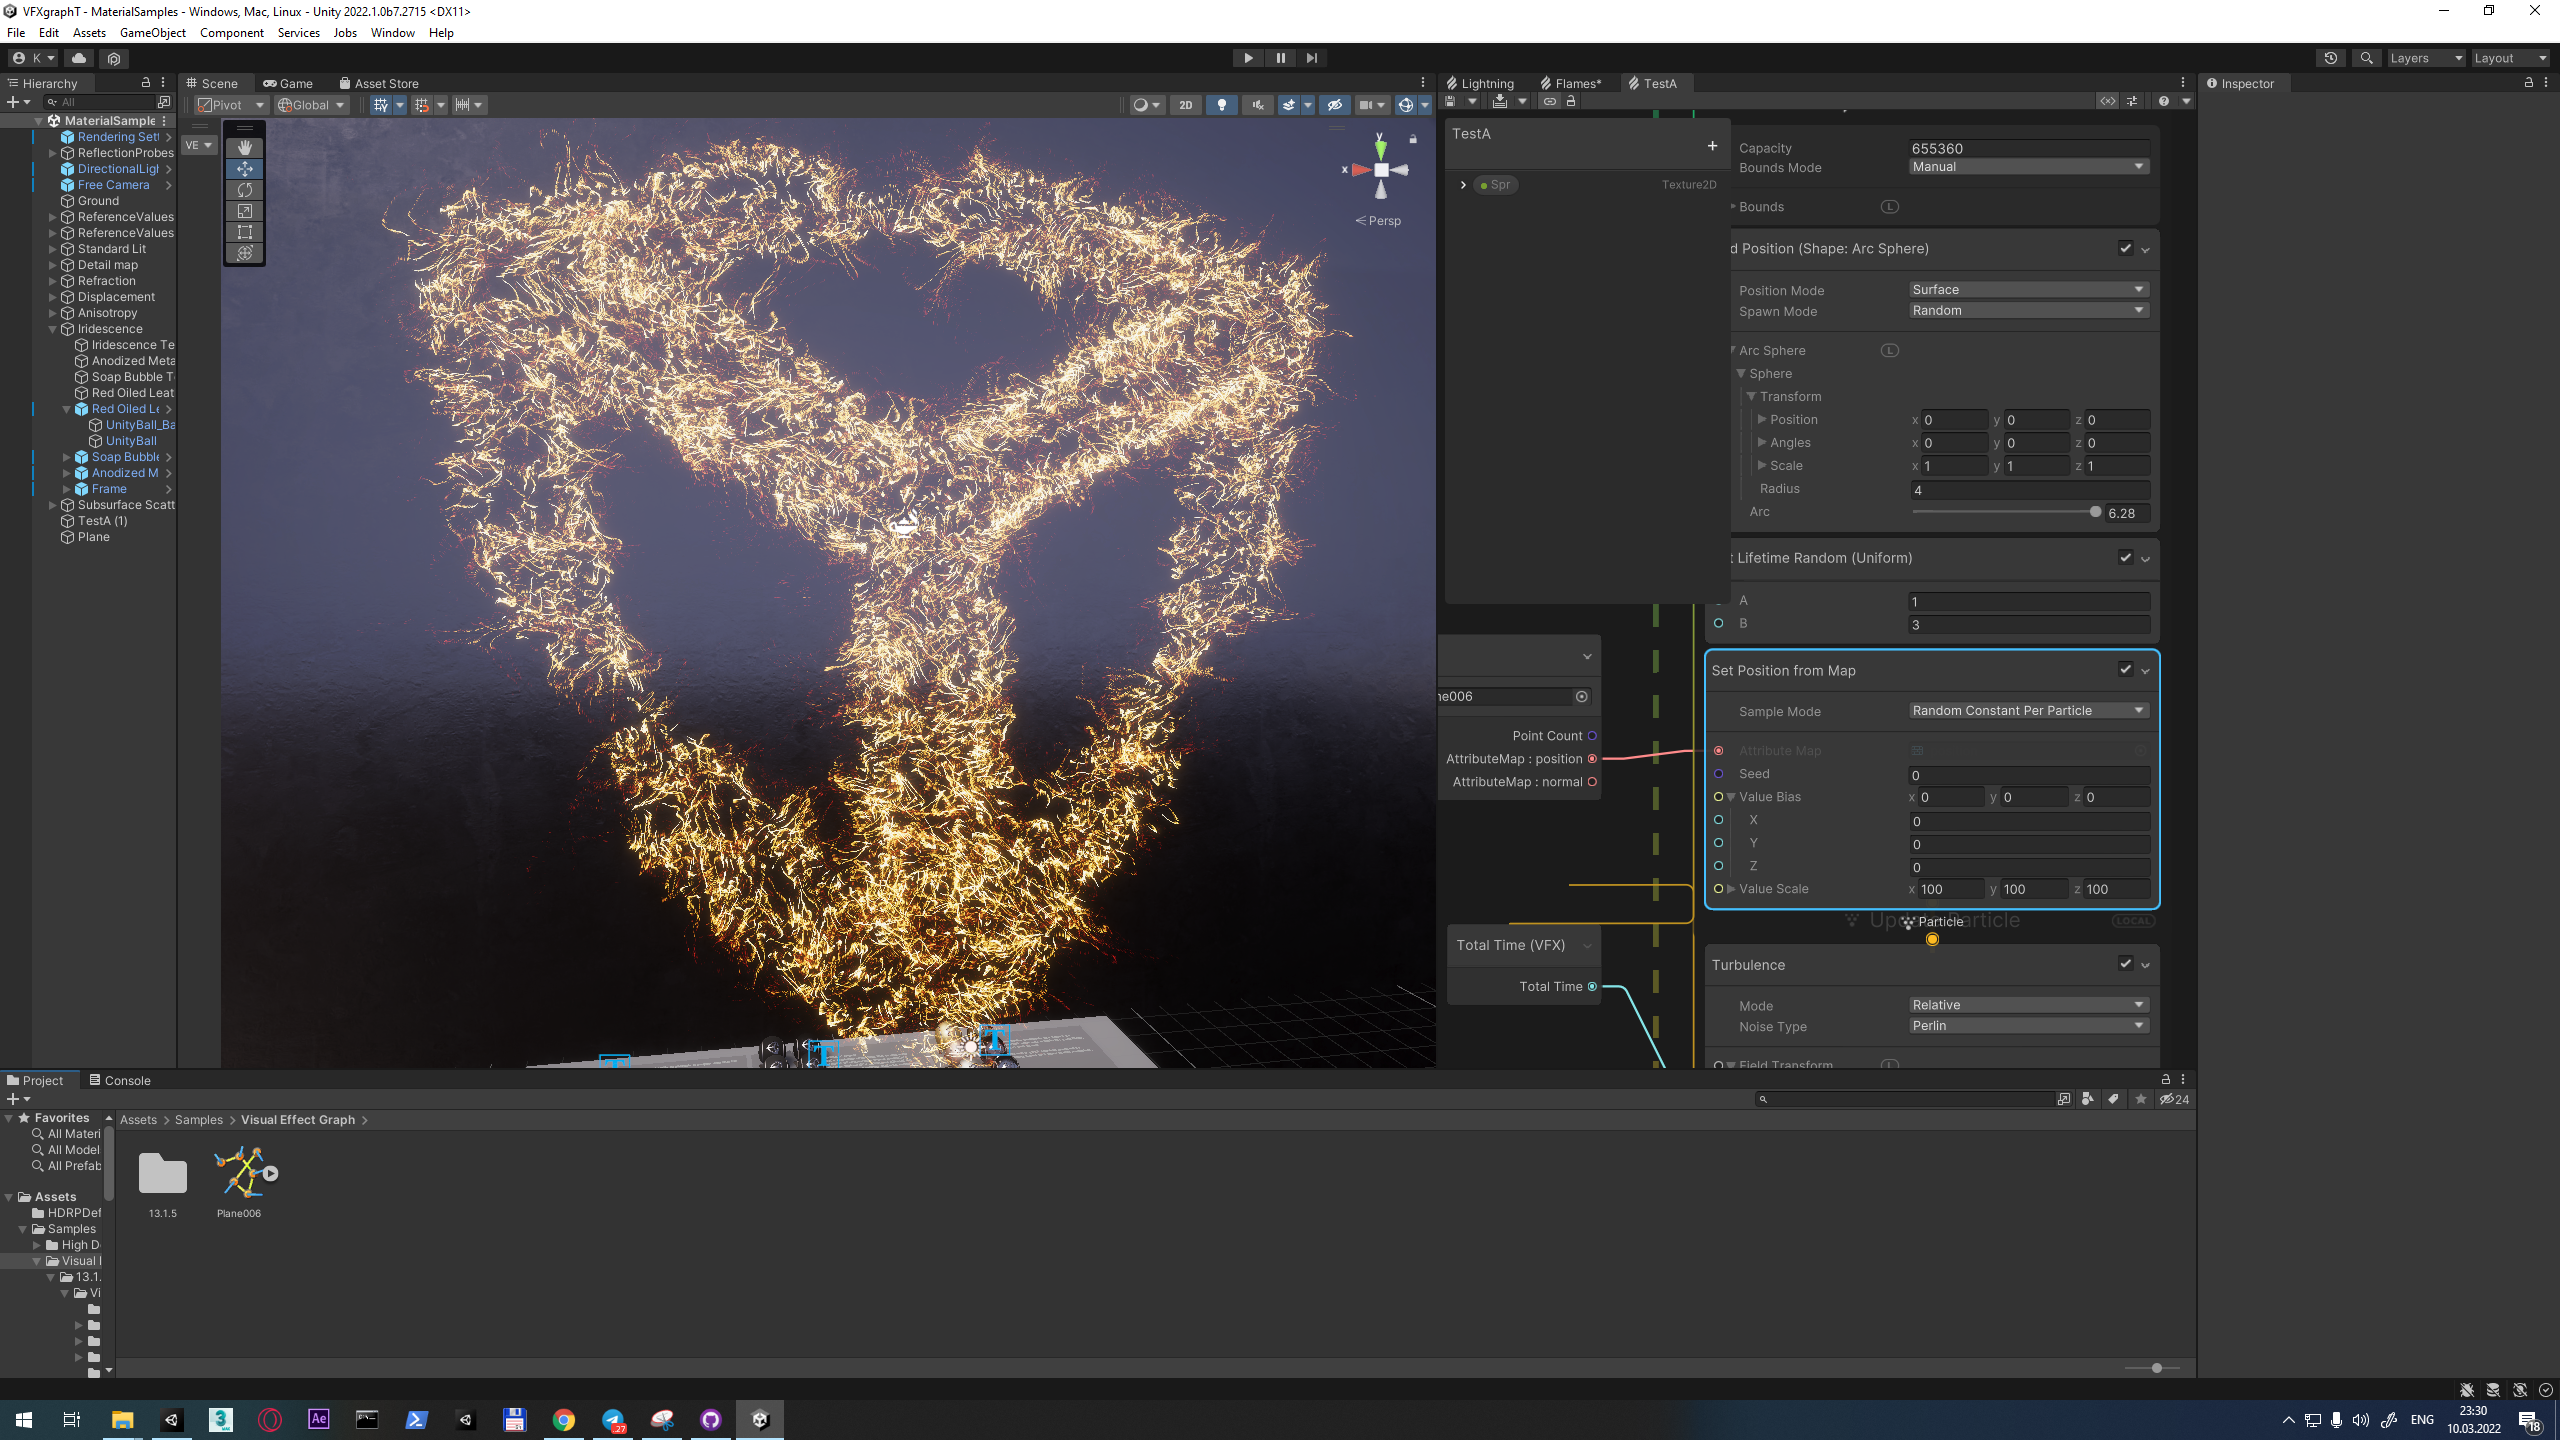 VFXgraphT - MaterialSamples - Windows, Mac, Linux - Unity 2022.1.0b7.2715 <DX11>
File Edit Assets GameObject Component Services Jobs Window Help
K
Layers
Layout
Hierarchy
All
MaterialSample
Rendering Sett
ReflectionProbes
DirectionalLigh
Free Camera
Ground
ReferenceValues
ReferenceValues
Standard Lit
Detail map
Refraction
Displacement
Anisotropy
Iridescence
Iridescence Te
Anodized Meta
Soap Bubble T
Red Oiled Leat
Red Oiled Le
UnityBall_Ba
UnityBall
Soap Bubble
Anodized M
Frame
Subsurface Scatt
TestA (1)
Plane
Scene Game Asset Store
Pivot Global 2D
VE
y
x
Persp
Lightning Flames* TestA
TestA
+
Spr Texture2D
Capacity 655360
Bounds Mode Manual
Bounds L
d Position (Shape: Arc Sphere)
Position Mode Surface
Spawn Mode Random
Arc Sphere L
Sphere
Transform
Position x 0 y 0 z 0
Angles x 0 y 0 z 0
Scale x 1 y 1 z 1
Radius 4
Arc 6.28
t Lifetime Random (Uniform)
A 1
B 3
Set Position from Map
Sample Mode Random Constant Per Particle
Attribute Map
Seed 0
Value Bias x 0 y 0 z 0
X 0
Y 0
Z 0
Value Scale x 100 y 100 z 100
ne006
Point Count
AttributeMap : position
AttributeMap : normal
Update Particle LOCAL
Particle
Total Time (VFX)
Total Time
Turbulence
Mode Relative
Noise Type Perlin
Field Transform L
Inspector
Project Console
24
Favorites
All Materi
All Model
All Prefab
Assets
HDRPDef
Samples
High D
Visual I
13.1.
Vi
Assets > Samples > Visual Effect Graph >
13.1.5
Plane006
Ae
27
ENG
23:30
10.03.2022
18